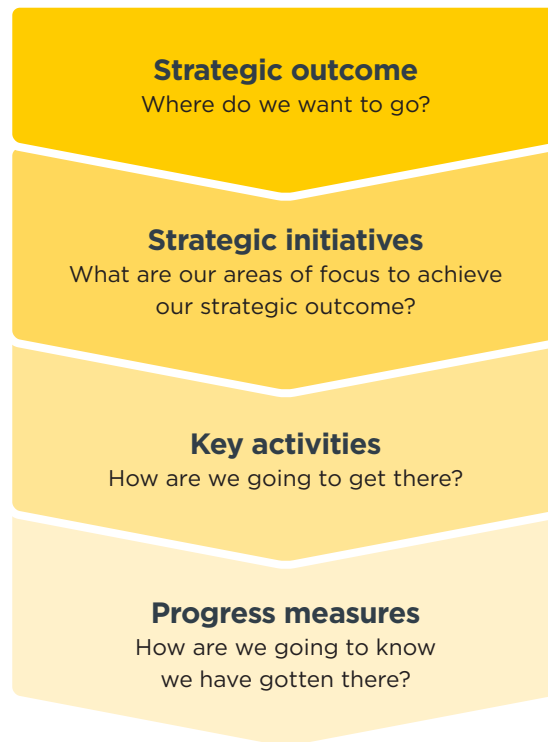 Strategic outcome
Where do we want to go?
Strategic initiatives
What are our areas of focus to achieve
our strategic outcome?
Key activities
How are we going to get there?
Progress measures
How are we going to know
we have gotten there?